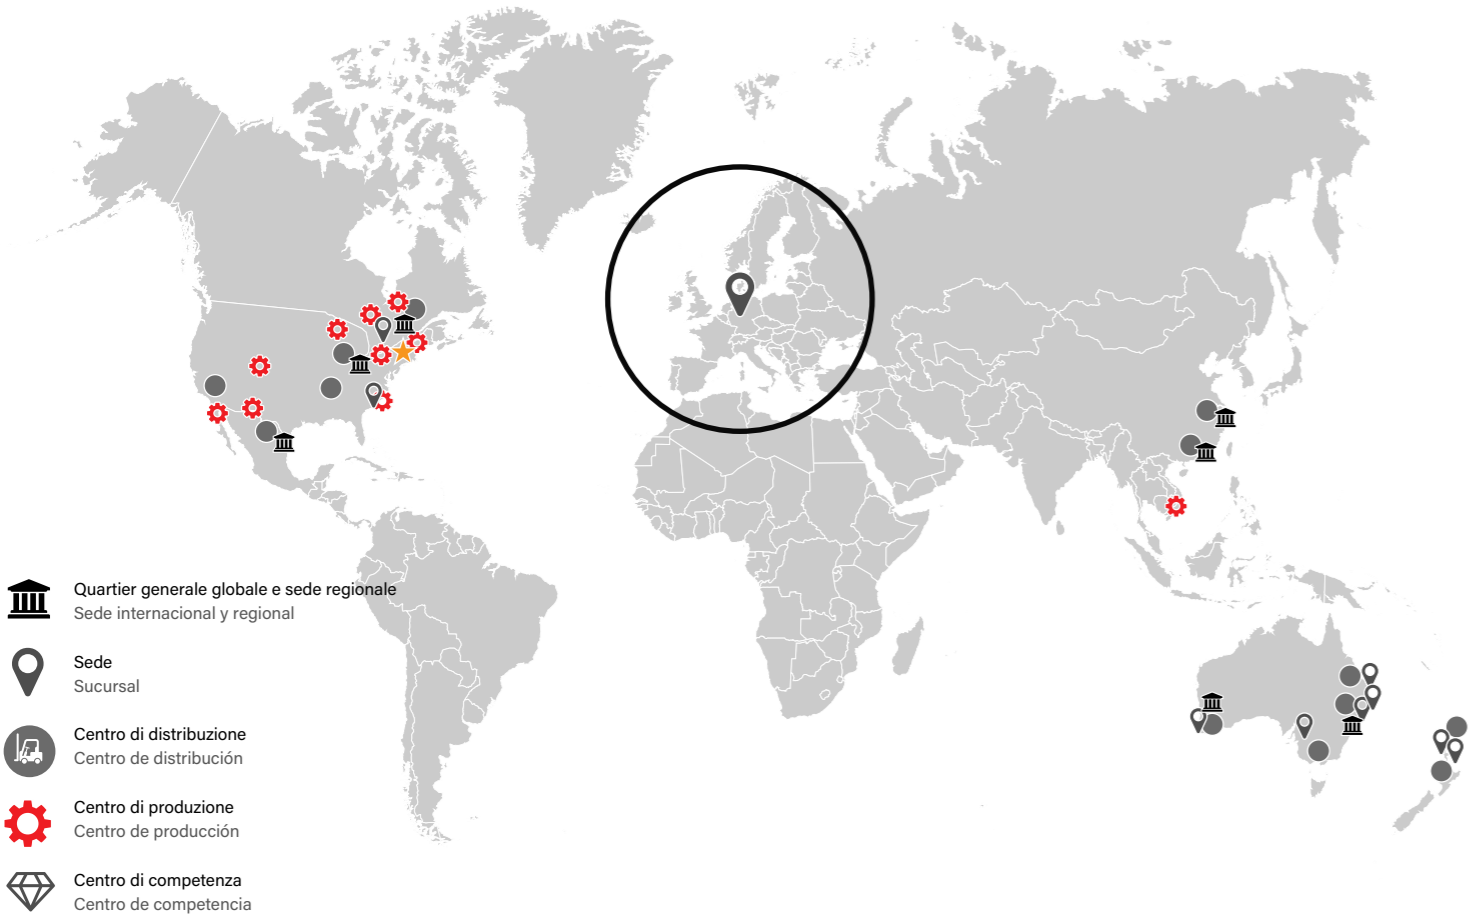 Quartier generale globale e sede regionale
Sede internacional y regional
Sede
Sucursal
Centro di distribuzione
Centro de distribución
Centro di produzione
Centro de producción
Centro di competenza
Centro de competencia